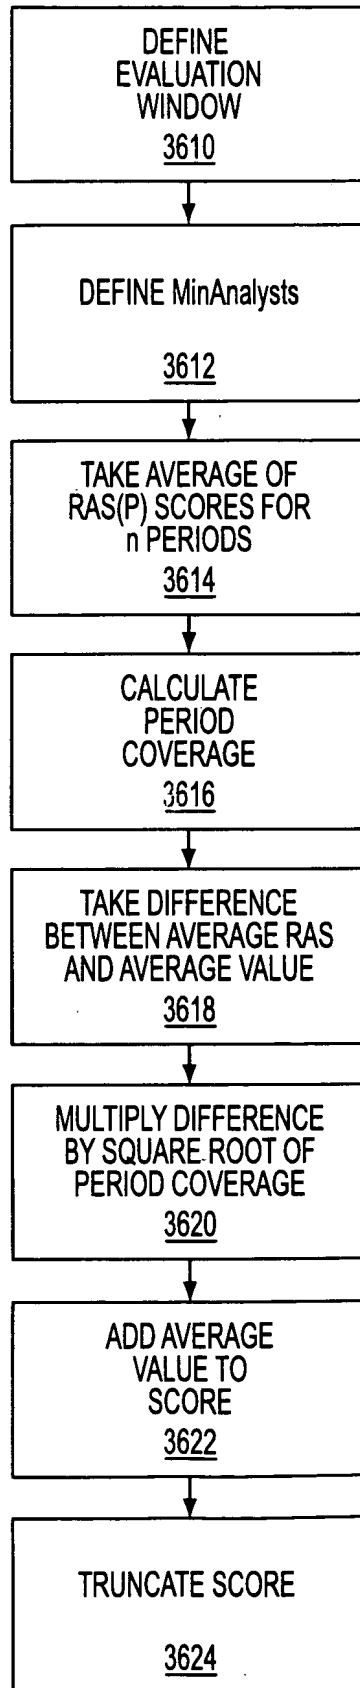 DEFINE
EVALUATION
WINDOW
3610
DEFINE MinAnalysts
3612
TAKE AVERAGE OF
RAS(P) SCORES FOR
n PERIODS
3614
CALCULATE
PERIOD
COVERAGE
3616
TAKE DIFFERENCE
BETWEEN AVERAGE RAS
AND AVERAGE VALUE
3618
MULTIPLY DIFFERENCE
BY SQUARE ROOT OF
PERIOD COVERAGE
3620
ADD AVERAGE
VALUE TO
SCORE
3622
TRUNCATE SCORE
3624